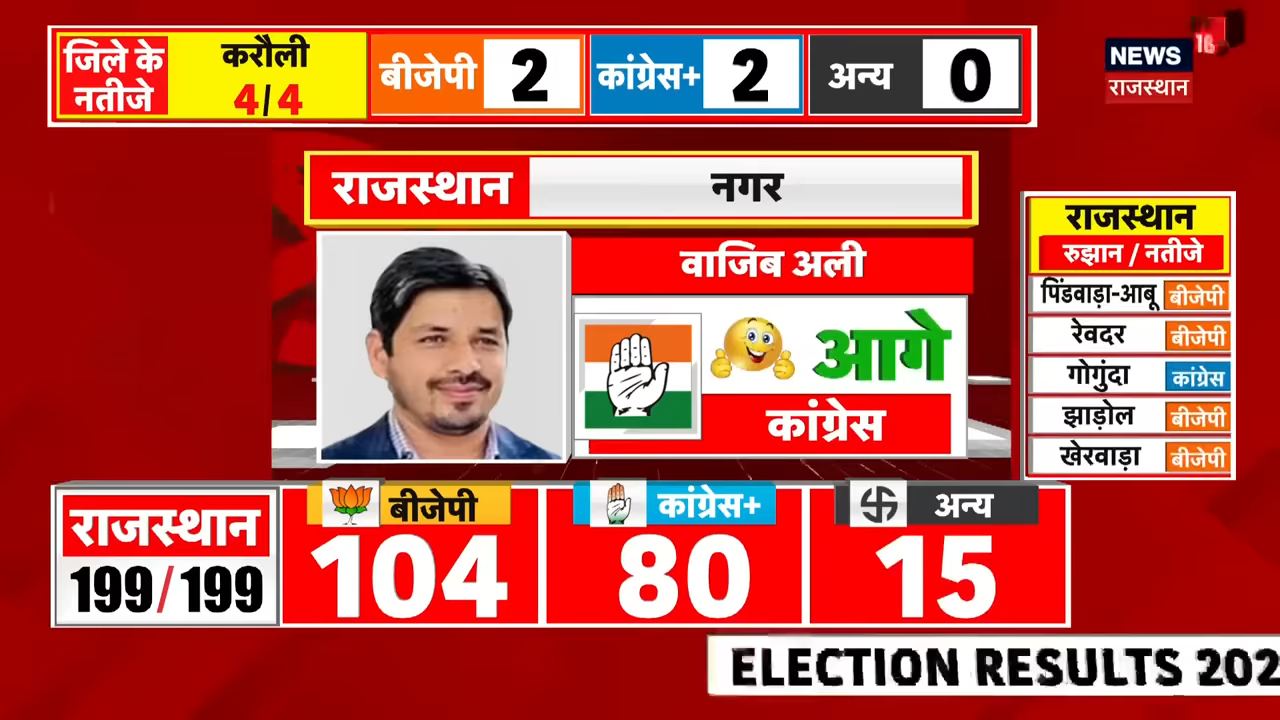 जिले के
नतीजे
करौली
4/4
बीजेपी 2
कांग्रेस+ 2
अन्य 0
NEWS 18
राजस्थान
राजस्थान
नगर
वाजिब अली
आगे
कांग्रेस
राजस्थान
रुझान / नतीजे
पिंडवाड़ा-आबू बीजेपी
रेवदर बीजेपी
गोगुंदा कांग्रेस
झाड़ोल बीजेपी
खेरवाड़ा बीजेपी
राजस्थान
199/199
बीजेपी
104
कांग्रेस+
80
अन्य
15
ELECTION RESULTS 202